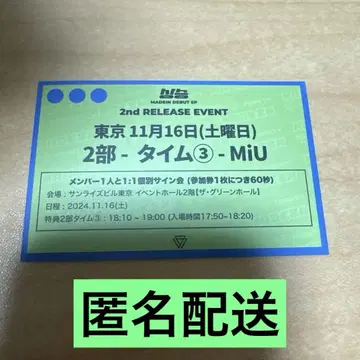 MADEIN DEBUT EP
2nd RELEASE EVENT
東京 11月16日(土曜日)
2部 - タイム③ - MiU
メンバー1人と1:1個別サイン会 (参加券1枚につき60秒)
会場：サンライズビル東京 イベントホール2階【ザ・グリーンホール】
日程：2024.11.16(土)
特典2部タイム③：18:10 ~ 19:00 (入場時間17:50~18:20)
匿名配送